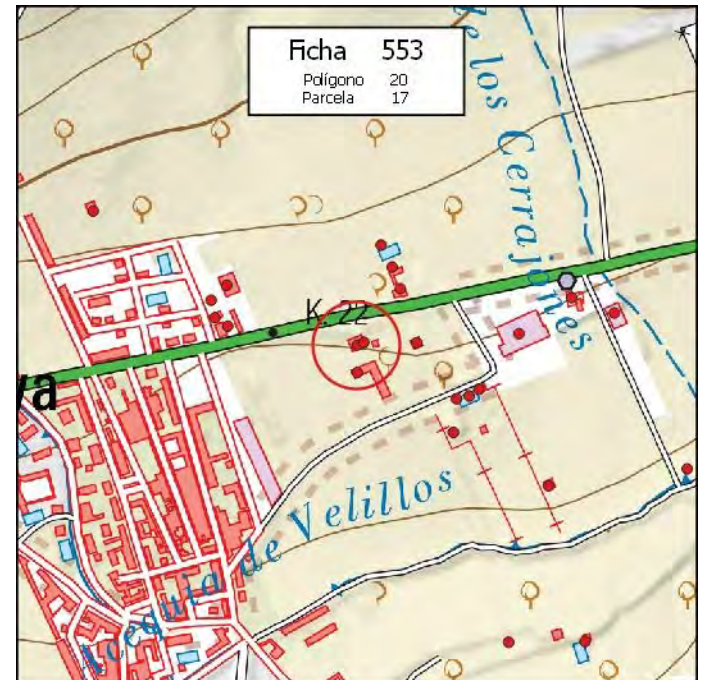 Ficha 553
Polígono 20
Parcela 17
de los Cerrajones
K. 22
va
Acequia de Velillos